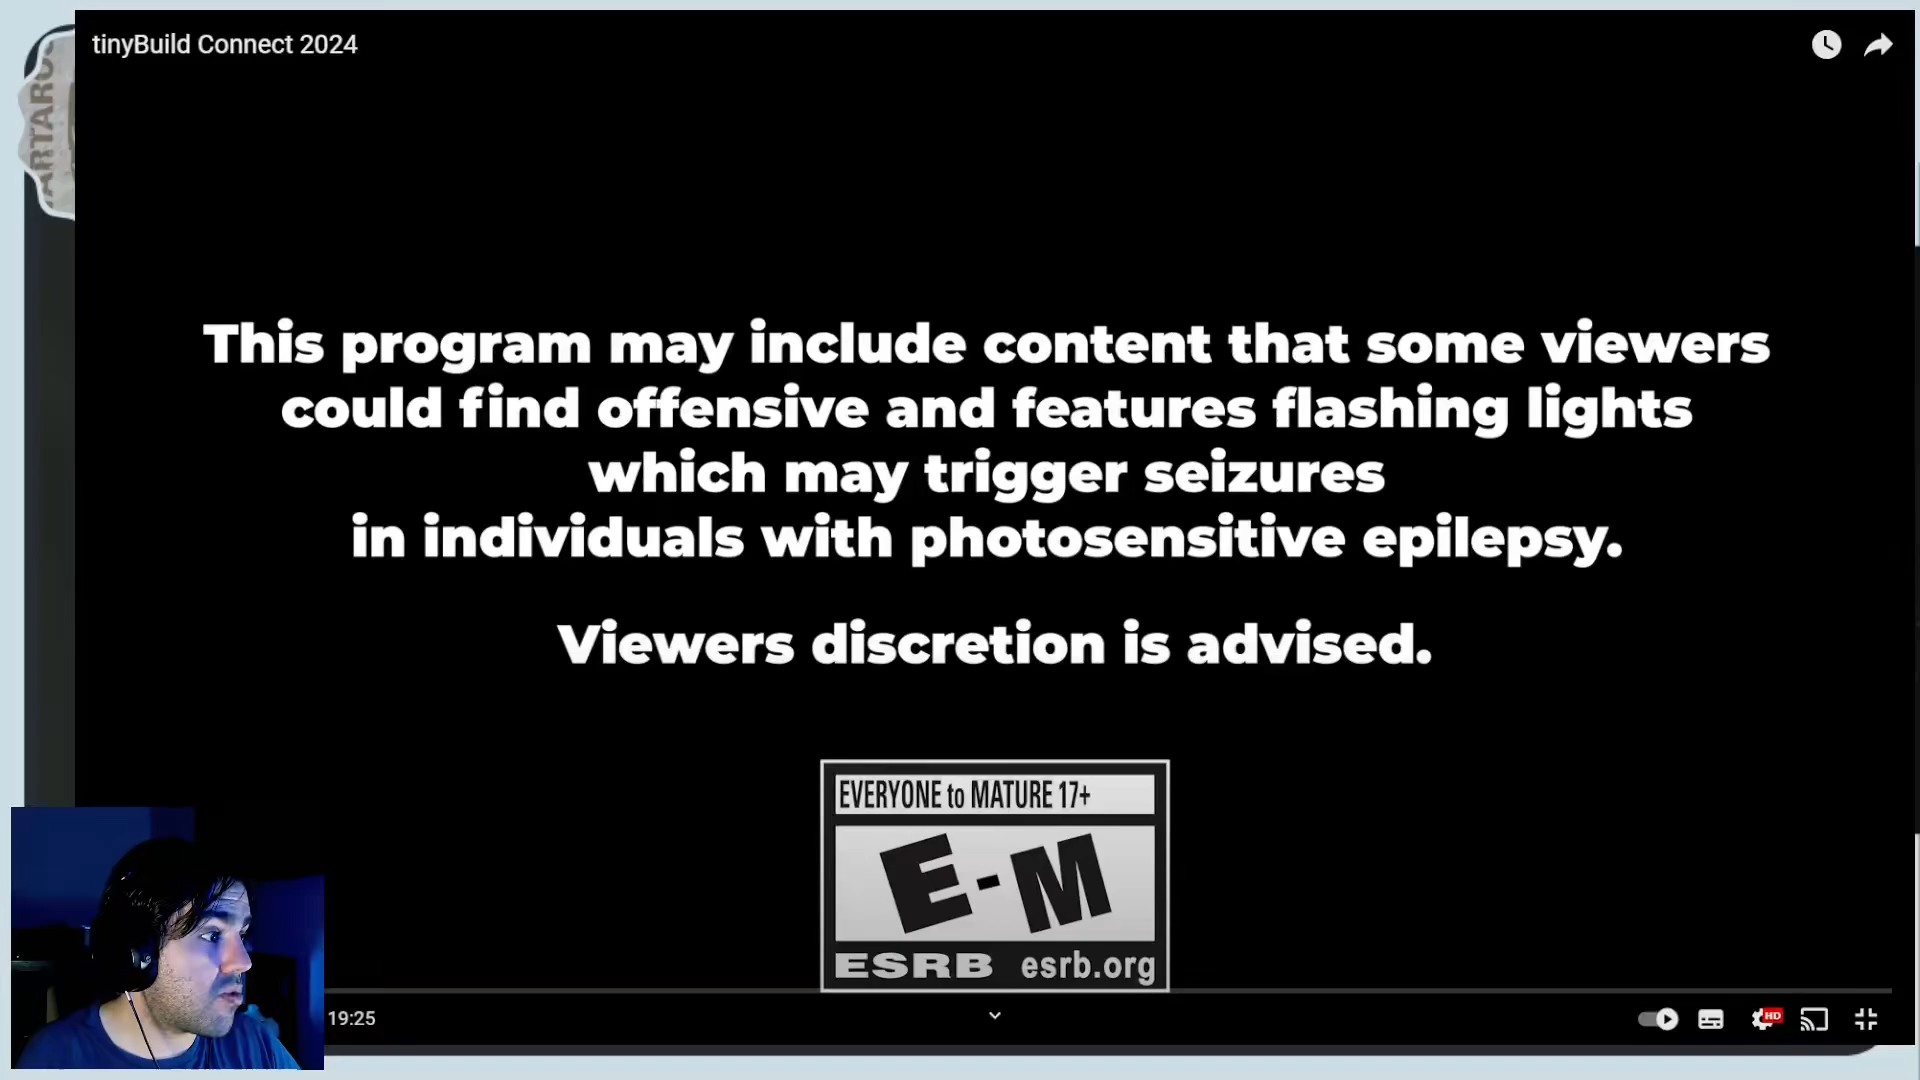 tinyBuild Connect 2024
This program may include content that some viewers
could find offensive and features flashing lights
which may trigger seizures
in individuals with photosensitive epilepsy.
Viewers discretion is advised.
EVERYONE to MATURE 17+
E-M
ESRB esrb.org
19:25
HD